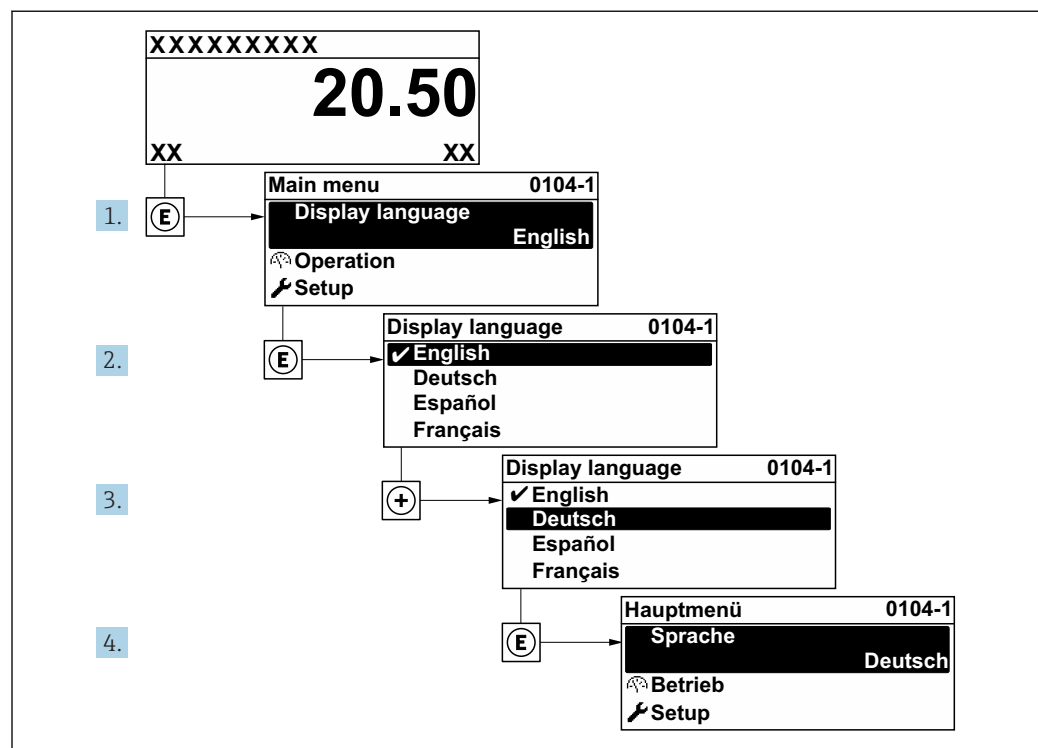 XXXXXXXXX
20.50
XX XX
1.
E
Main menu 0104-1
Display language
English
Operation
Setup
2.
E
Display language 0104-1
✔English
Deutsch
Español
Français
3.
+
Display language 0104-1
✔English
Deutsch
Español
Français
4.
E
Hauptmenü 0104-1
Sprache
Deutsch
Betrieb
Setup